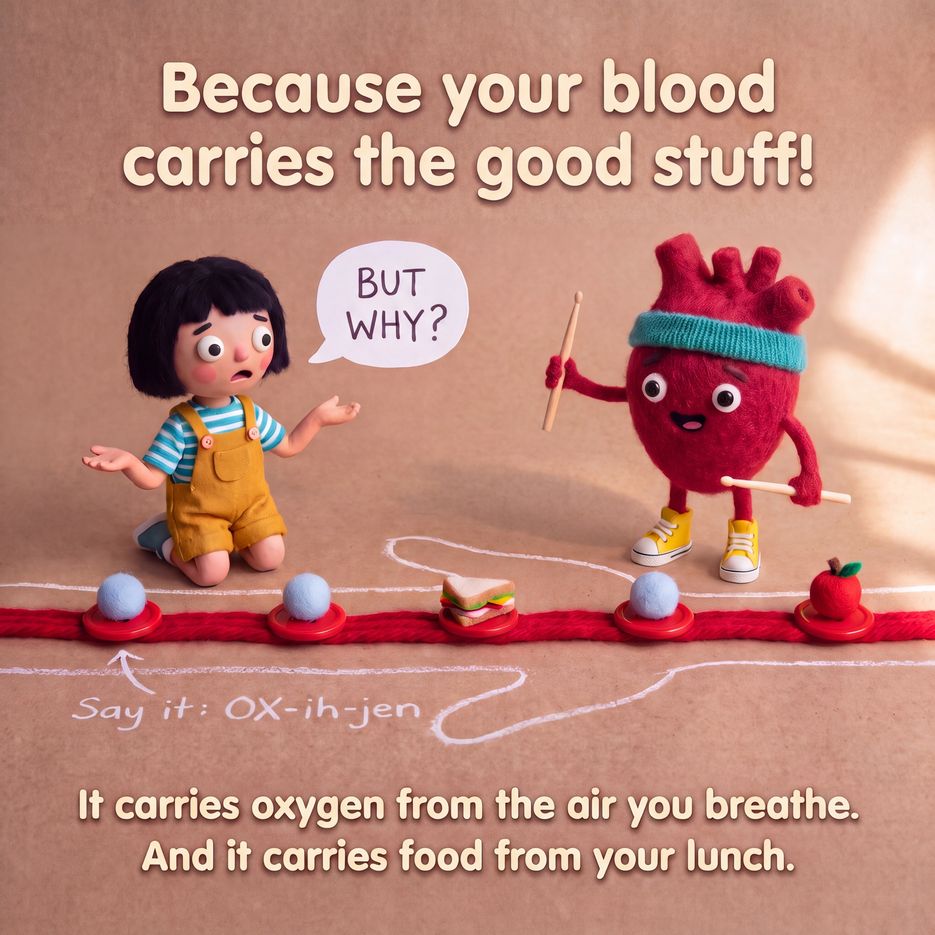 Because your blood
carries the good stuff!
BUT
WHY?
Say it: OX-ih-jen
It carries oxygen from the air you breathe.
And it carries food from your lunch.